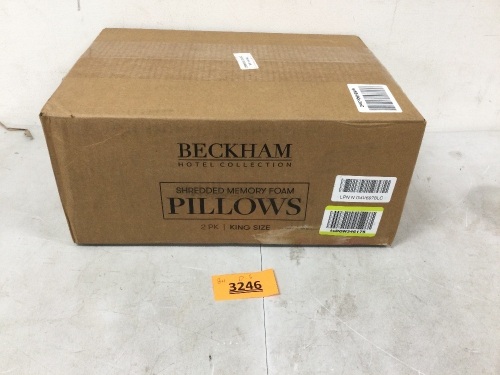 BECKHAM
HOTEL COLLECTION
SHREDDED MEMORY FOAM
PILLOWS
2 PK | KING SIZE
3246